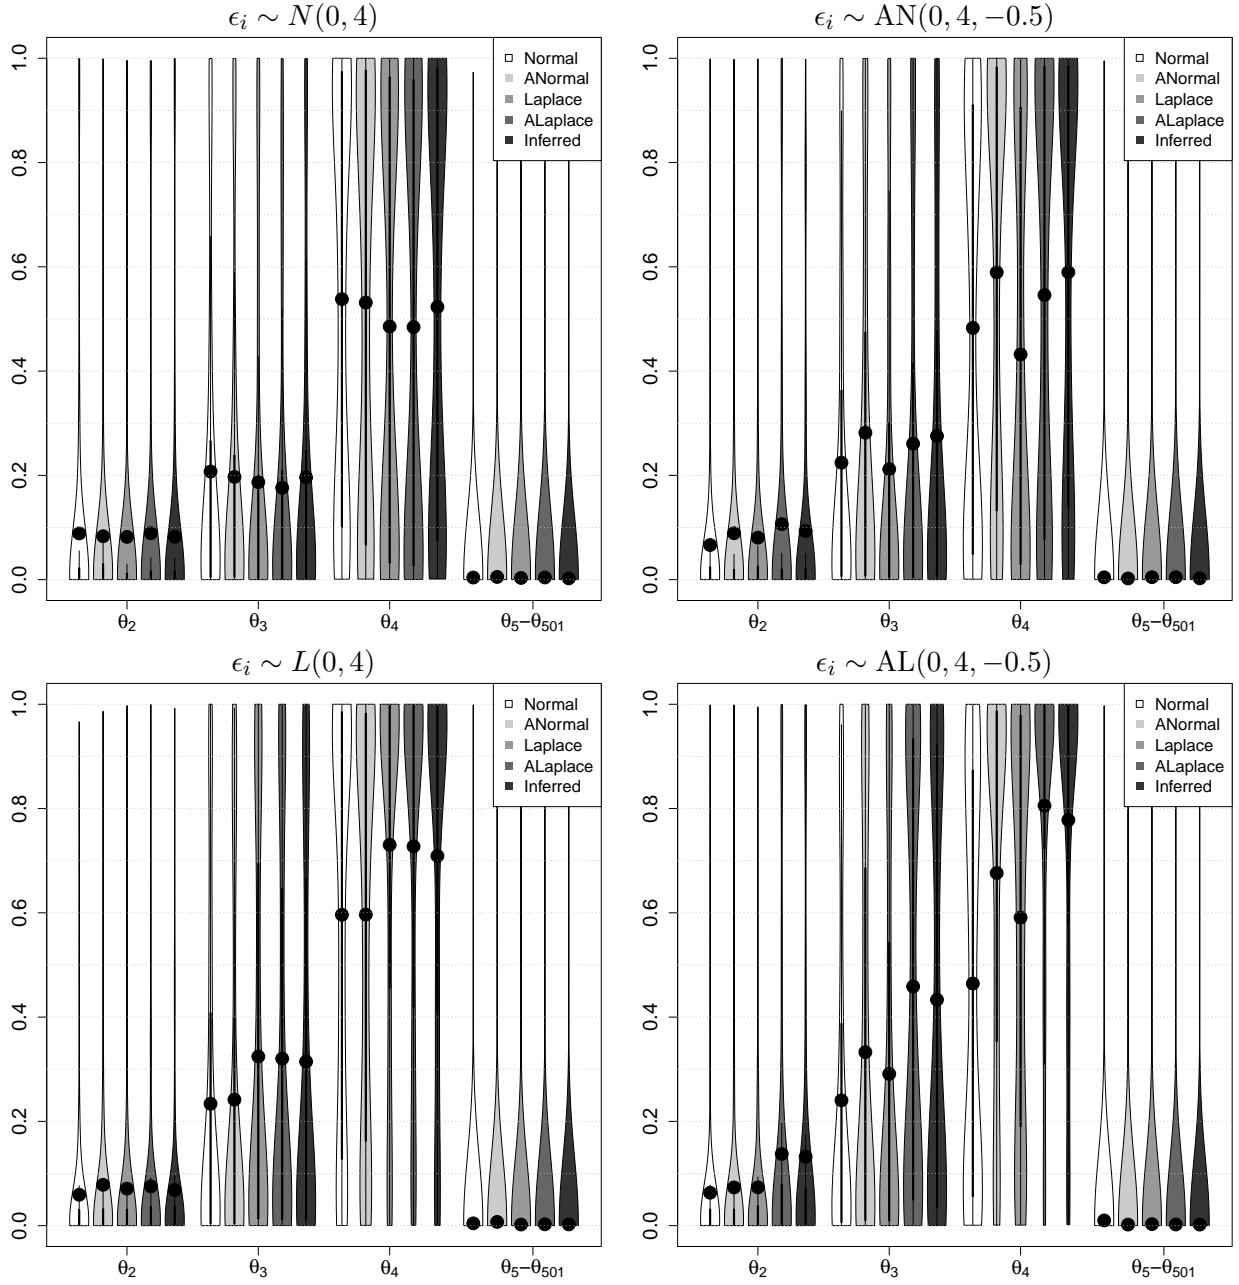 ϵᵢ ∼ N(0, 4)
1.0
0.8
0.6
0.4
0.2
0.0
Normal
ANormal
Laplace
ALaplace
Inferred
θ₂ θ₃ θ₄ θ₅−θ₅₀₁
ϵᵢ ∼ AN(0, 4, −0.5)
1.0
0.8
0.6
0.4
0.2
0.0
Normal
ANormal
Laplace
ALaplace
Inferred
θ₂ θ₃ θ₄ θ₅−θ₅₀₁
ϵᵢ ∼ L(0, 4)
1.0
0.8
0.6
0.4
0.2
0.0
Normal
ANormal
Laplace
ALaplace
Inferred
θ₂ θ₃ θ₄ θ₅−θ₅₀₁
ϵᵢ ∼ AL(0, 4, −0.5)
1.0
0.8
0.6
0.4
0.2
0.0
Normal
ANormal
Laplace
ALaplace
Inferred
θ₂ θ₃ θ₄ θ₅−θ₅₀₁